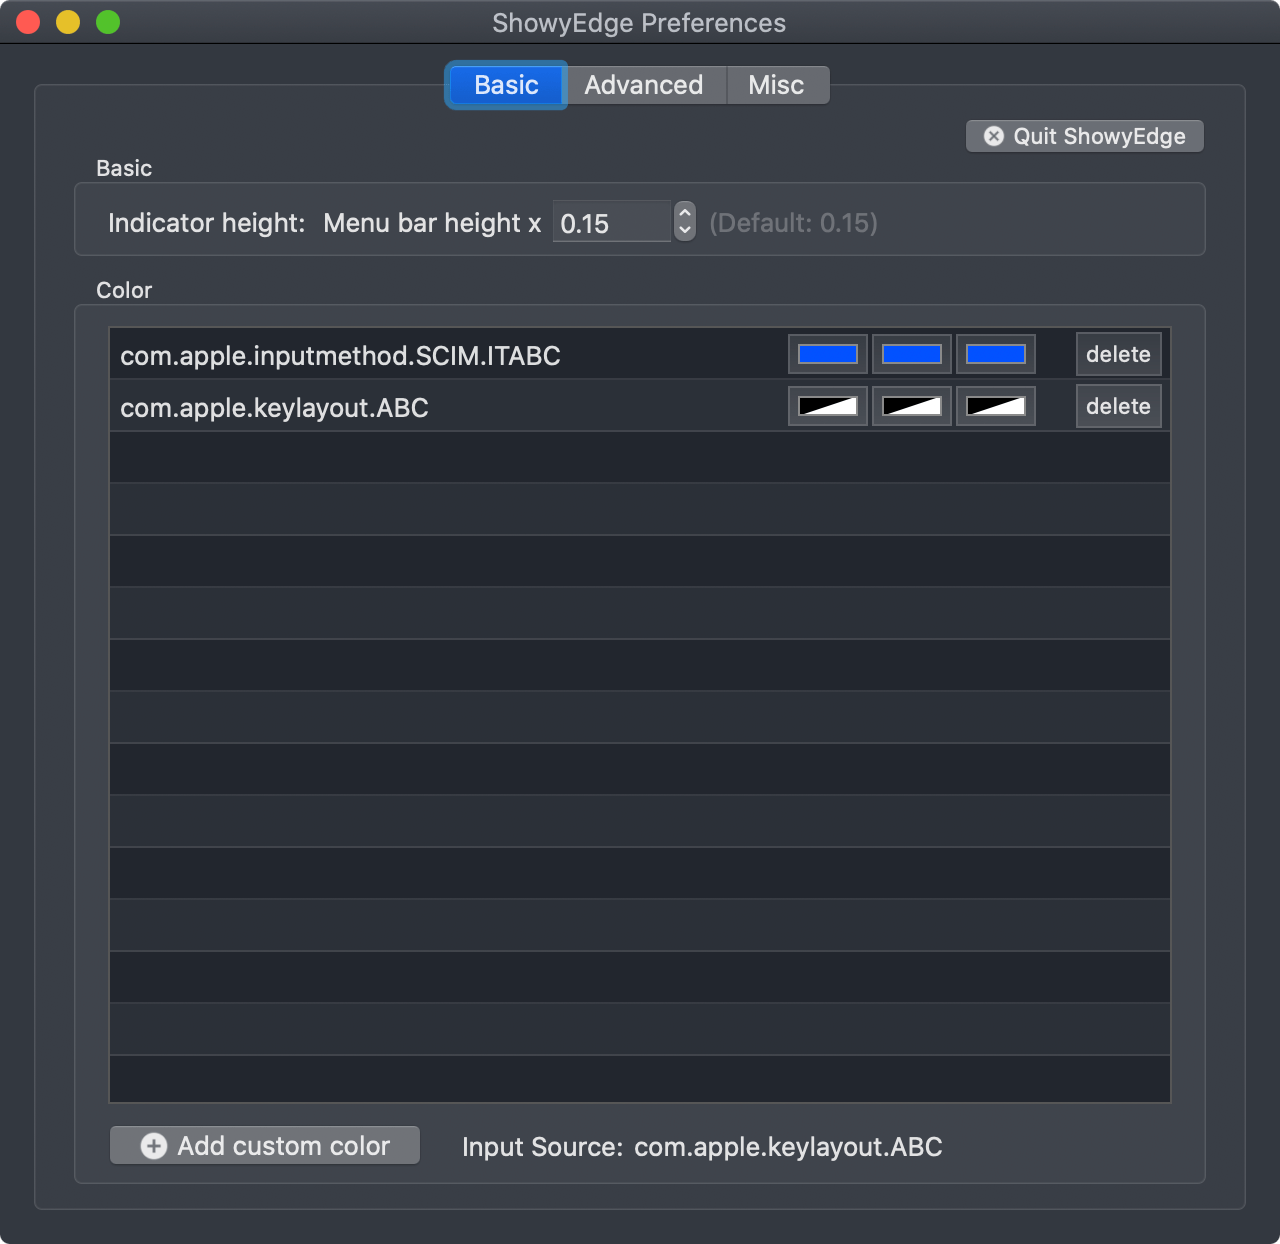 ShowyEdge Preferences
Basic Advanced Misc
Quit ShowyEdge
Basic
Indicator height: Menu bar height x 0.15 (Default: 0.15)
Color
com.apple.inputmethod.SCIM.ITABC delete
com.apple.keylayout.ABC delete
Add custom color Input Source: com.apple.keylayout.ABC